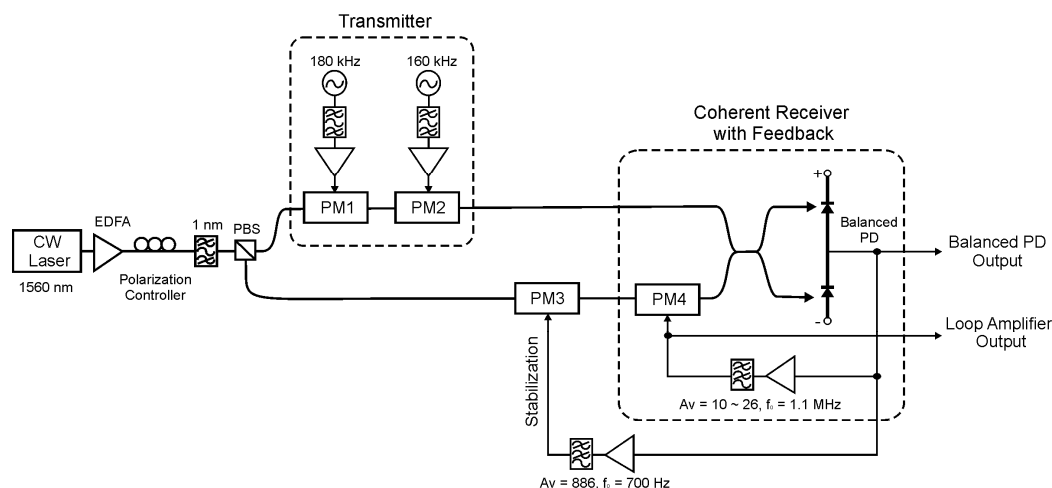 Transmitter
180 kHz
160 kHz
Coherent Receiver
with Feedback
+
PM1
PM2
EDFA
1 nm
PBS
CW
Laser
1560 nm
Polarization
Controller
Balanced
PD
Balanced PD
Output
PM3
PM4
-
Loop Amplifier
Output
Stabilization
Av = 10 ~ 26, f₀ = 1.1 MHz
Av = 886, f₀ = 700 Hz